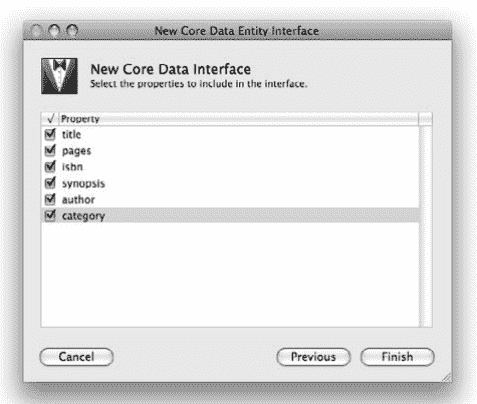 New Core Data Entity Interface
New Core Data Interface
Select the properties to include in the interface.
√ Property
title
pages
isbn
synopsis
author
category
Cancel
Previous
Finish